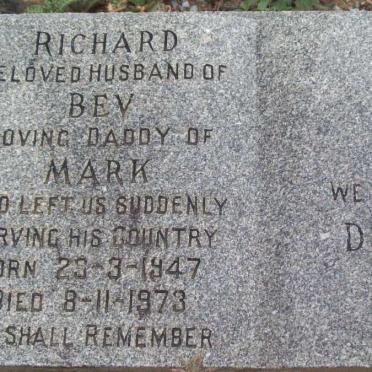 RICHARD
ELOVED HUSBAND OF
BEV
OVING DADDY OF
MARK
O LEFT US SUDDENLY
RVING HIS COUNTRY
ORN 23-3-1947
DIED 8-11-1973
SHALL REMEMBER
WE
D